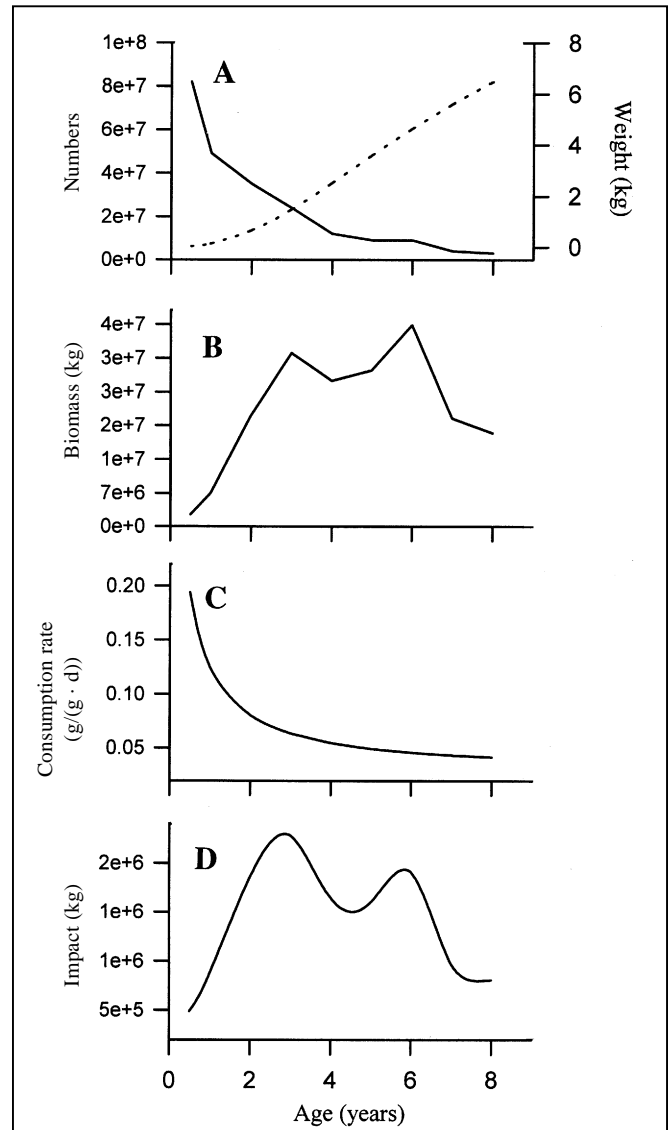 A
1e+8
8e+7
6e+7
4e+7
2e+7
0e+0
Numbers
8
6
4
2
0
Weight (kg)
B
4e+7
3e+7
3e+7
2e+7
1e+7
7e+6
0e+0
Biomass (kg)
C
0.20
0.15
0.10
0.05
Consumption rate
(g/(g · d))
D
2e+6
1e+6
1e+6
5e+5
Impact (kg)
0 2 4 6 8
Age (years)